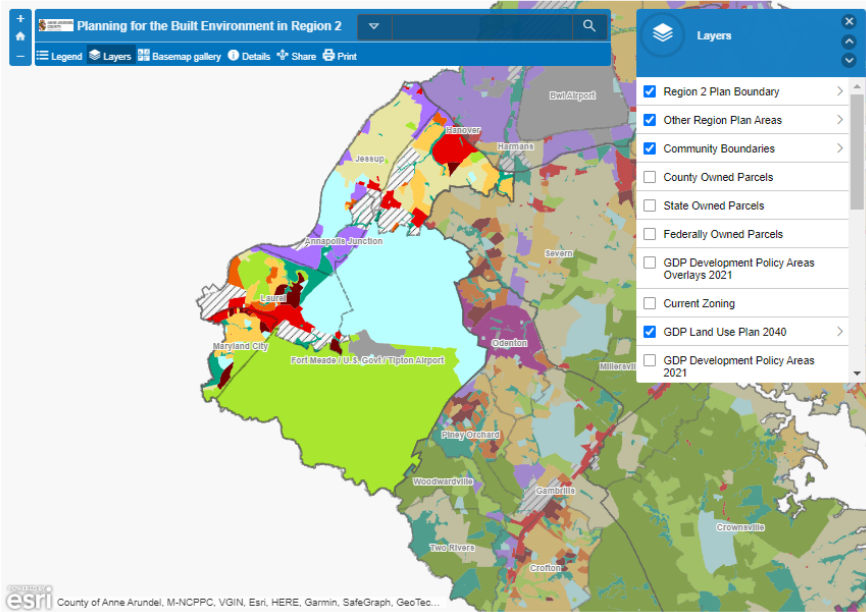 +
Planning for the Built Environment in Region 2
Legend Layers Basemap gallery Details Share Print
Layers
Region 2 Plan Boundary
Other Region Plan Areas
Community Boundaries
County Owned Parcels
State Owned Parcels
Federally Owned Parcels
GDP Development Policy Areas
Overlays 2021
Current Zoning
GDP Land Use Plan 2040
GDP Development Policy Areas
2021
Bwi Airport
Hanover
Harmans
Jessup
Annapolis Junction
Severn
Laurel
Odenton
Maryland City
Fort Meade / U.S. Govt / Tipton Airport
Millersvil
Piney Orchard
Woodwardville
Gambrills
Crownsville
Two Rivers
Crofton
esri
County of Anne Arundel, M-NCPPC, VGIN, Esri, HERE, Garmin, SafeGraph, GeoTec...